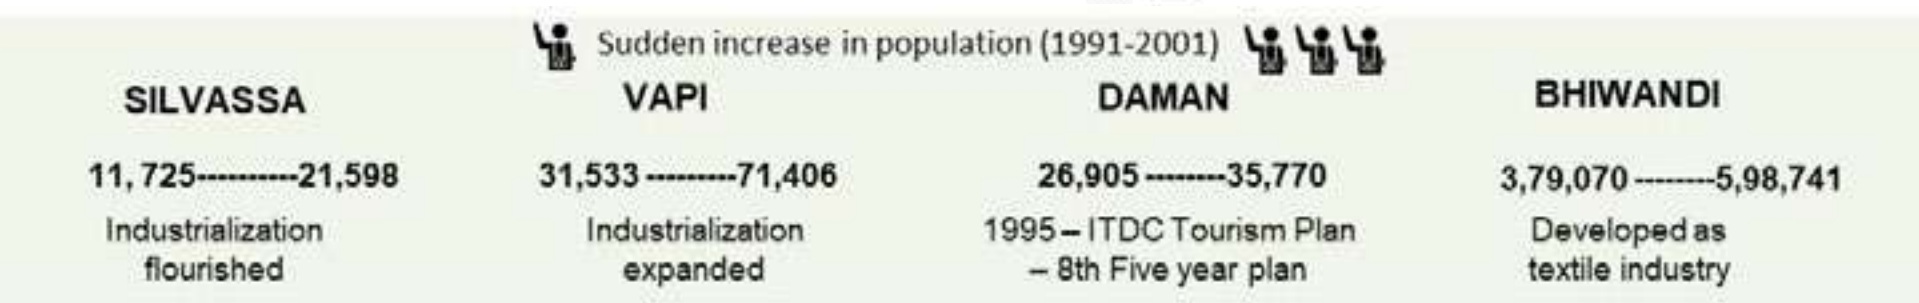 Sudden increase in population (1991-2001)
SILVASSA
11, 725----------21,598
Industrialization
flourished
VAPI
31,533 ---------71,406
Industrialization
expanded
DAMAN
26,905 --------35,770
1995 – ITDC Tourism Plan
– 8th Five year plan
BHIWANDI
3,79,070 --------5,98,741
Developed as
textile industry